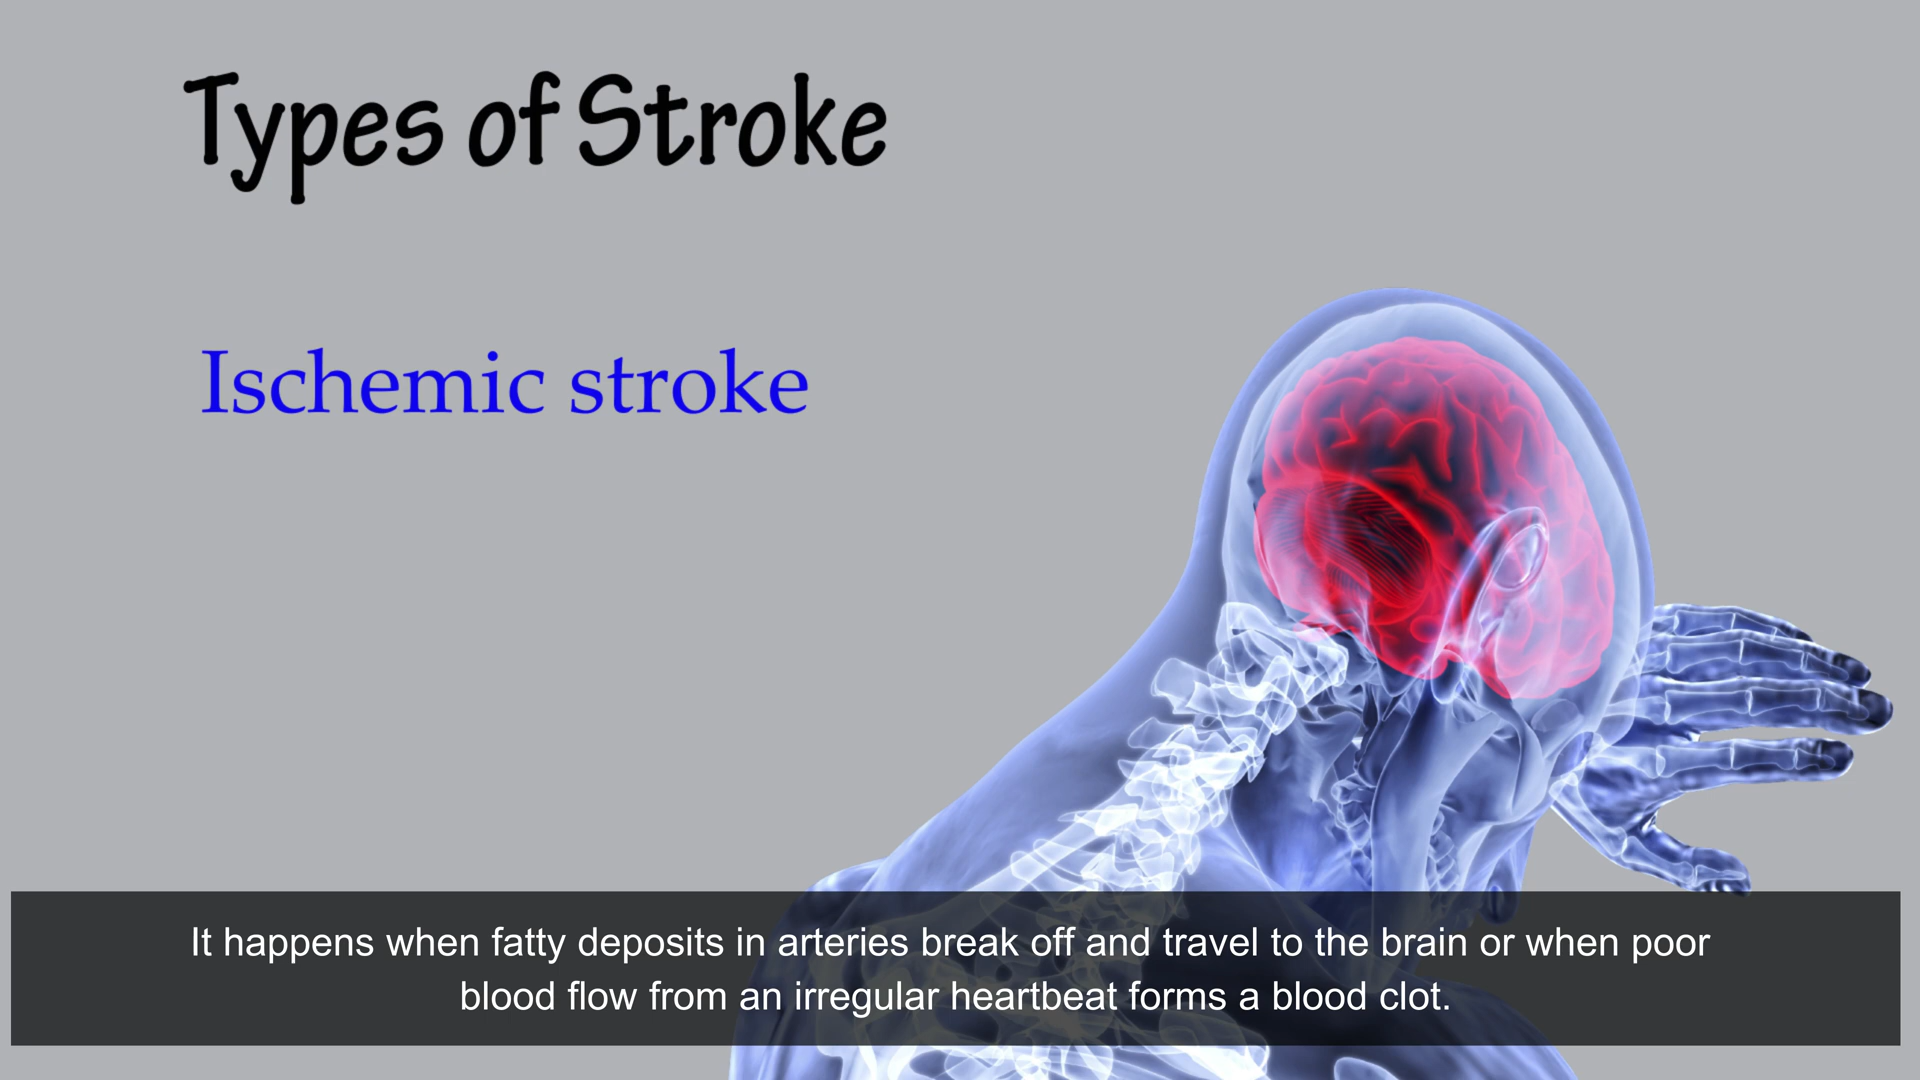 Types of Stroke
Ischemic stroke
It happens when fatty deposits in arteries break off and travel to the brain or when poor
blood flow from an irregular heartbeat forms a blood clot.